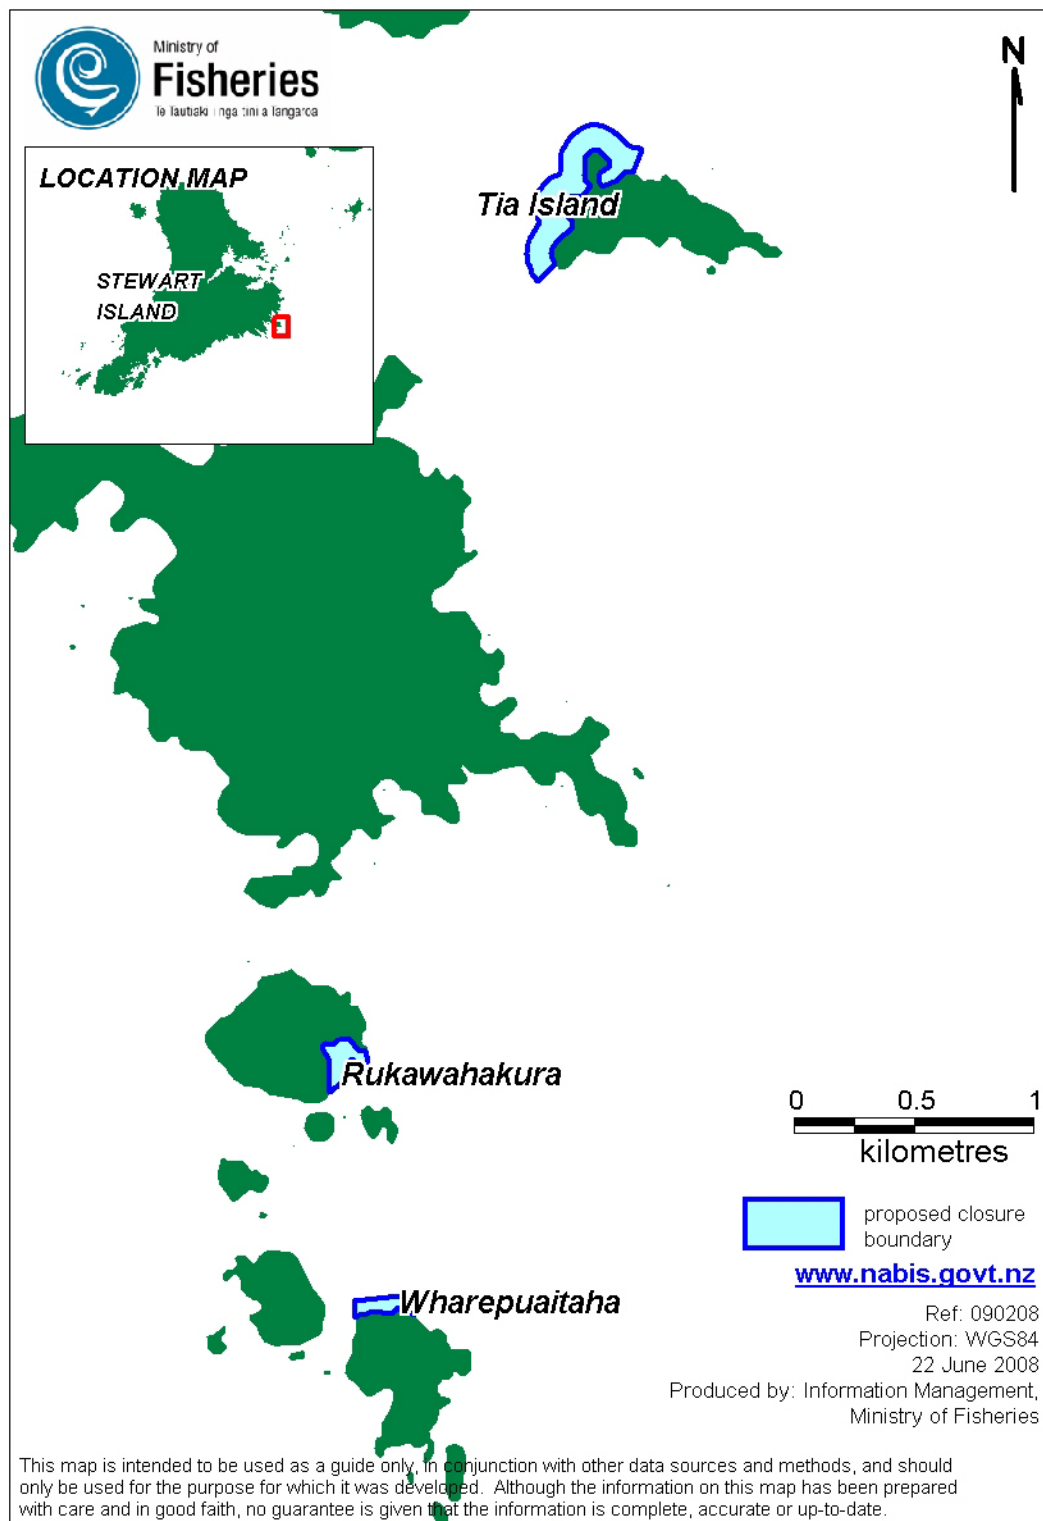 Ministry of
Fisheries
Te Tautiaki i nga tini a Tangaroa
N
LOCATION MAP
STEWART
ISLAND
Tia Island
Rukawahakura
0 0.5 1
kilometres
proposed closure
boundary
www.nabis.govt.nz
Wharepuaitaha
Ref: 090208
Projection: WGS84
22 June 2008
Produced by: Information Management,
Ministry of Fisheries
This map is intended to be used as a guide only, in conjunction with other data sources and methods, and should
only be used for the purpose for which it was developed.  Although the information on this map has been prepared
with care and in good faith, no guarantee is given that the information is complete, accurate or up-to-date.